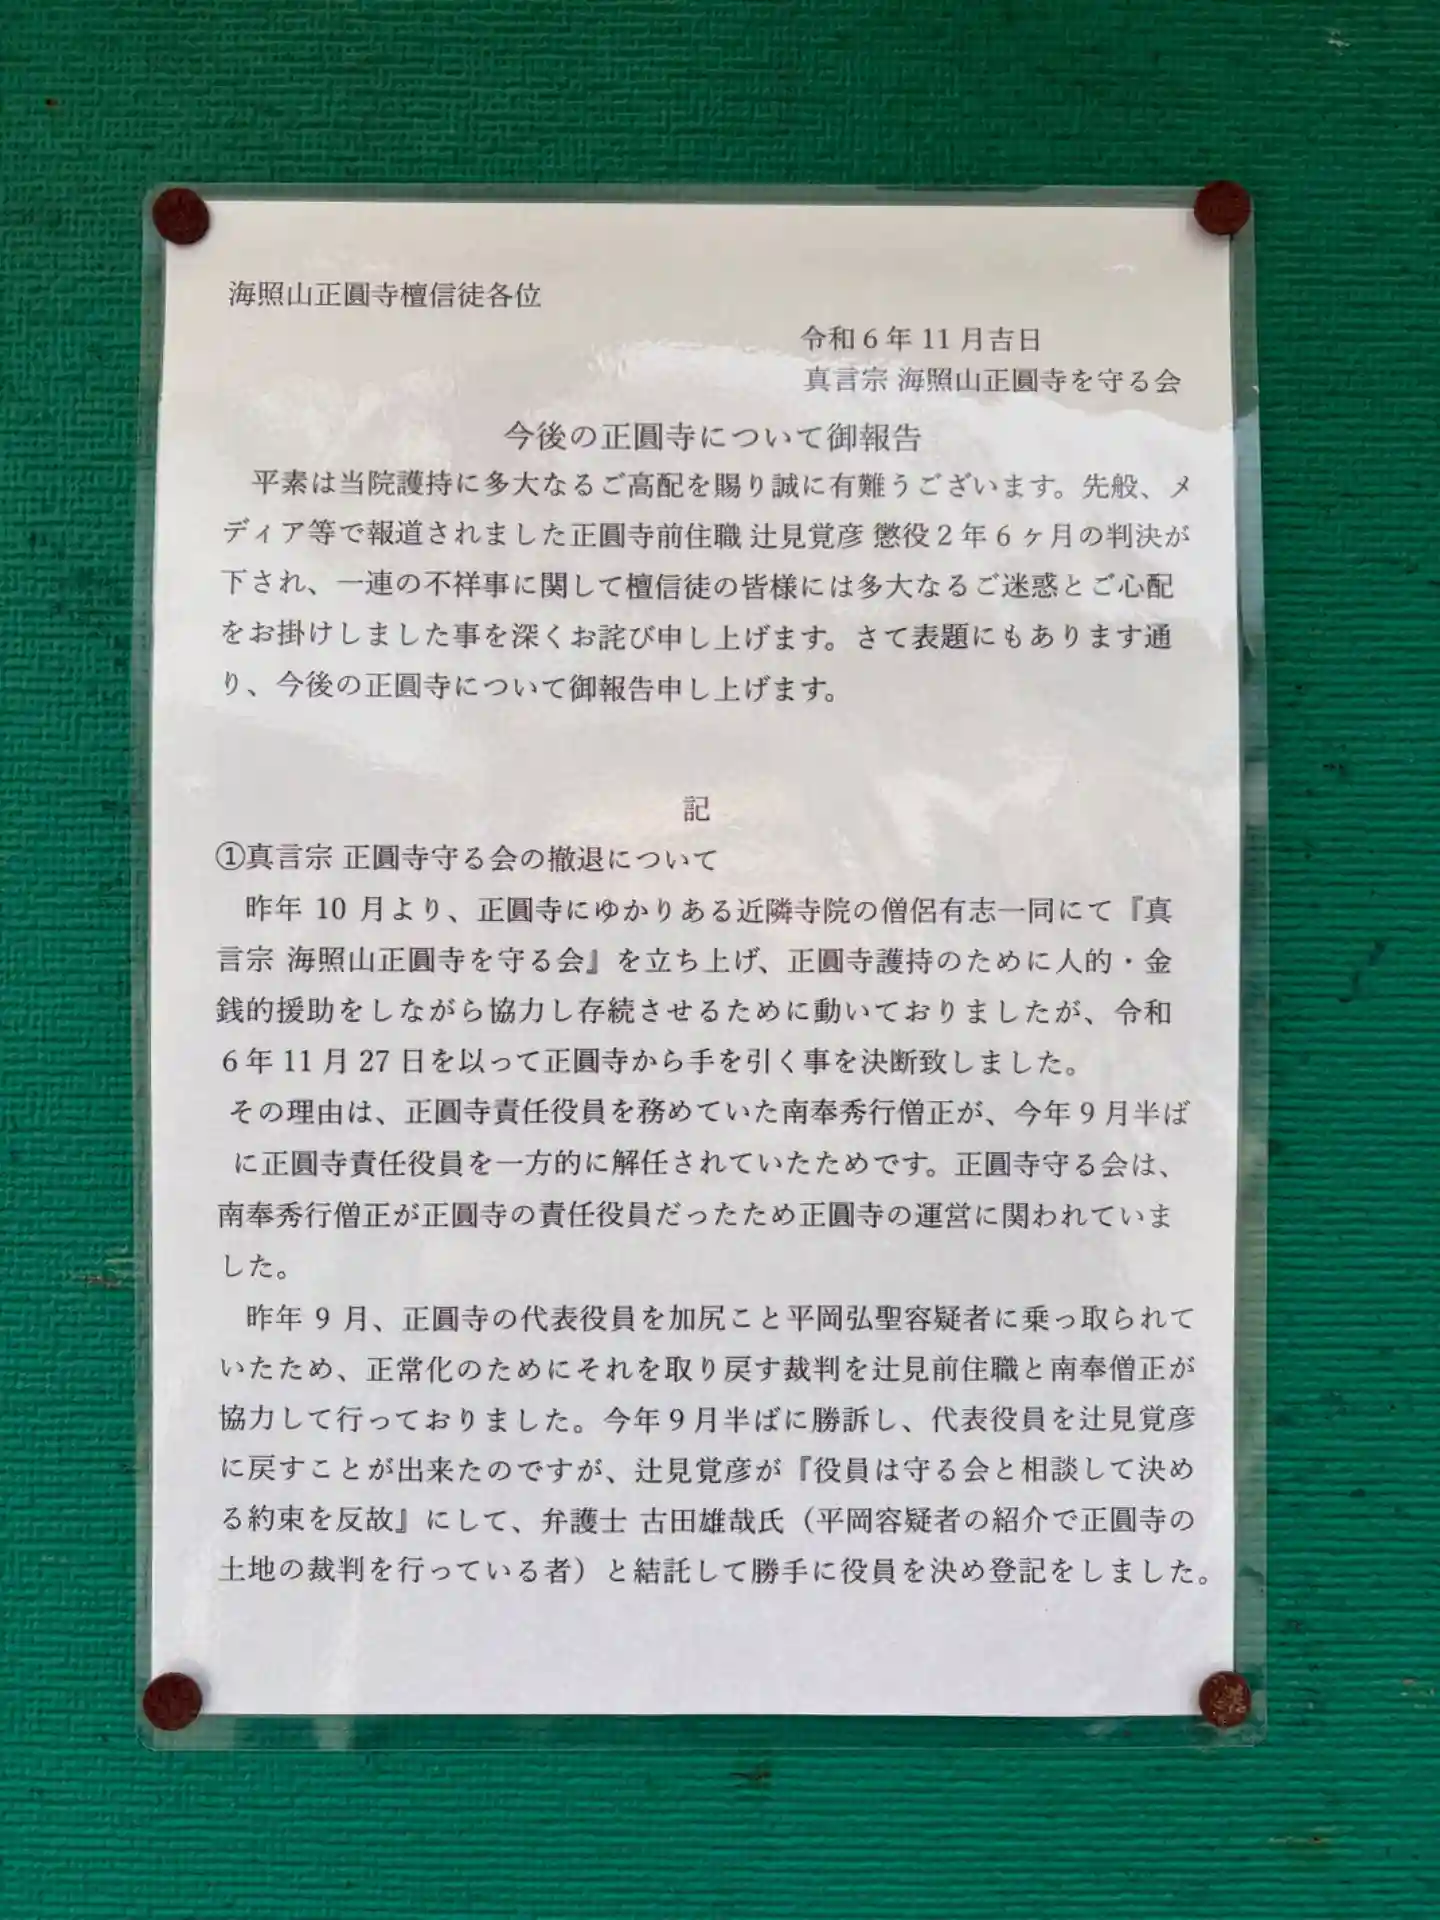 海照山正圓寺檀信徒各位
令和6年11月吉日
真言宗 海照山正圓寺を守る会
今後の正圓寺について御報告
平素は当院護持に多大なるご高配を賜り誠に有難うございます。先般、メ
ディア等で報道されました正圓寺前住職 辻見覚彦 懲役2年6ヶ月の判決が
下され、一連の不祥事に関して檀信徒の皆様には多大なるご迷惑とご心配
をお掛けしました事を深くお詫び申し上げます。さて表題にもあります通
り、今後の正圓寺について御報告申し上げます。
記
①真言宗 正圓寺守る会の撤退について
昨年 10 月より、正圓寺にゆかりある近隣寺院の僧侶有志一同にて『真
言宗 海照山正圓寺を守る会』を立ち上げ、正圓寺護持のために人的・金
銭的援助をしながら協力し存続させるために動いておりましたが、令和
6年 11 月 27 日を以って正圓寺から手を引く事を決断致しました。
その理由は、正圓寺責任役員を務めていた南奉秀行僧正が、今年9月半ば
に正圓寺責任役員を一方的に解任されていたためです。正圓寺守る会は、
南奉秀行僧正が正圓寺の責任役員だったため正圓寺の運営に関われていま
した。
昨年 9 月、正圓寺の代表役員を加尻こと平岡弘聖容疑者に乗っ取られて
いたため、正常化のためにそれを取り戻す裁判を辻見前住職と南奉僧正が
協力して行っておりました。今年9月半ばに勝訴し、代表役員を辻見覚彦
に戻すことが出来たのですが、辻見覚彦が『役員は守る会と相談して決め
る約束を反故』にして、弁護士 古田雄哉氏（平岡容疑者の紹介で正圓寺の
土地の裁判を行っている者）と結託して勝手に役員を決め登記をしました。